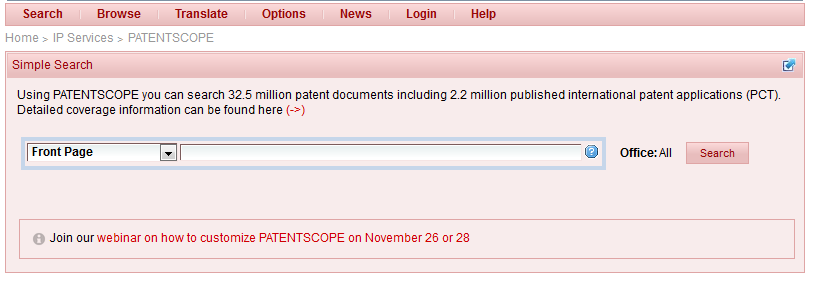 Search Browse Translate Options News Login Help
Home > IP Services > PATENTSCOPE
Simple Search
Using PATENTSCOPE you can search 32.5 million patent documents including 2.2 million published international patent applications (PCT).
Detailed coverage information can be found here (->)
Front Page ? Office: All Search
i Join our webinar on how to customize PATENTSCOPE on November 26 or 28